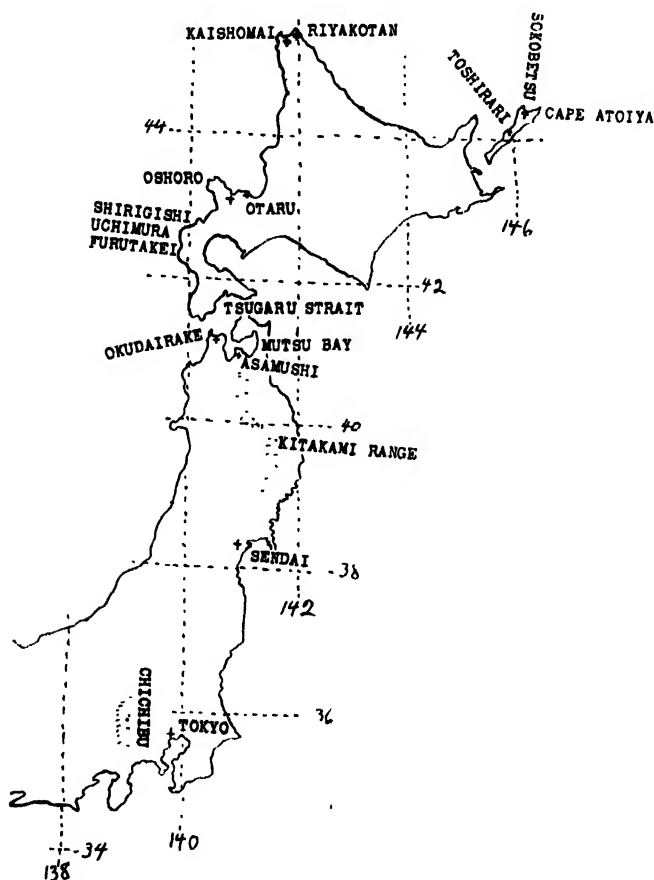 KAISHOMAI
RIYAKOTAN
SOKOBETSU
TOSHIRARI
CAPE ATOIYA
44
OSHORO
OTARU
SHIRIGISHI
UCHIMURA
FURUTAKEI
146
42
TSUGARU STRAIT
144
OKUDAIRAKE
MUTSU BAY
ASAMUSHI
40
KITAKAMI RANGE
SENDAI
38
142
CHICHIBU
36
TOKYO
140
34
138